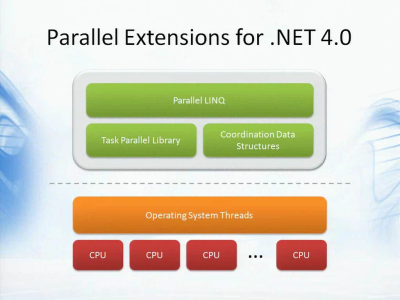 Parallel Extensions for .NET 4.0
Parallel LINQ
Task Parallel Library
Coordination Data
Structures
Operating System Threads
CPU CPU CPU ... CPU